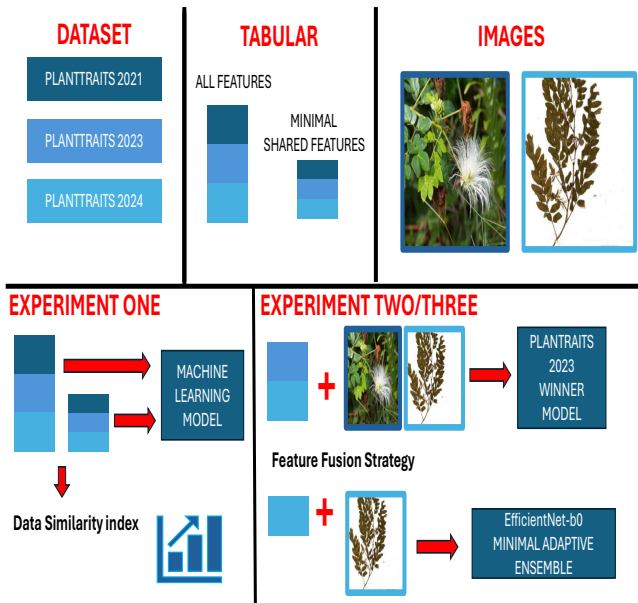 DATASET
PLANTTRAITS 2021
PLANTTRAITS 2023
PLANTTRAITS 2024
TABULAR
ALL FEATURES
MINIMAL
SHARED FEATURES
IMAGES
EXPERIMENT ONE
MACHINE
LEARNING
MODEL
Data Similarity index
EXPERIMENT TWO/THREE
+
PLANTRAITS
2023
WINNER
MODEL
Feature Fusion Strategy
+
EfficientNet-b0
MINIMAL ADAPTIVE
ENSEMBLE